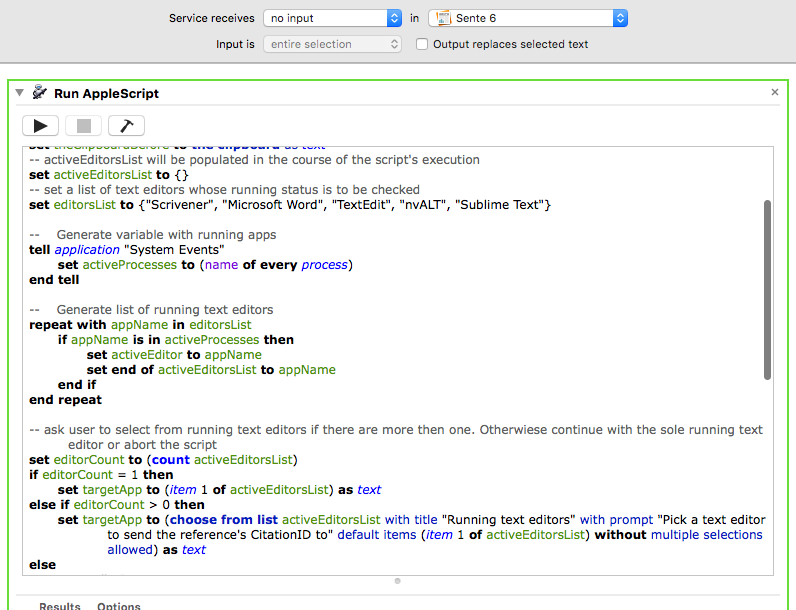 Service receives no input in Sente 6
Input is entire selection Output replaces selected text
Run AppleScript
set theClipboardBefore to the clipboard as text
-- activeEditorsList will be populated in the course of the script's execution
set activeEditorsList to {}
-- set a list of text editors whose running status is to be checked
set editorsList to {"Scrivener", "Microsoft Word", "TextEdit", "nvALT", "Sublime Text"}
-- Generate variable with running apps
tell application "System Events"
set activeProcesses to (name of every process)
end tell
-- Generate list of running text editors
repeat with appName in editorsList
if appName is in activeProcesses then
set activeEditor to appName
set end of activeEditorsList to appName
end if
end repeat
-- ask user to select from running text editors if there are more then one. Otherwiese continue with the sole running text
editor or abort the script
set editorCount to (count activeEditorsList)
if editorCount = 1 then
set targetApp to (item 1 of activeEditorsList) as text
else if editorCount > 0 then
set targetApp to (choose from list activeEditorsList with title "Running text editors" with prompt "Pick a text editor
to send the reference's CitationID to" default items (item 1 of activeEditorsList) without multiple selections
allowed) as text
else
Results Options